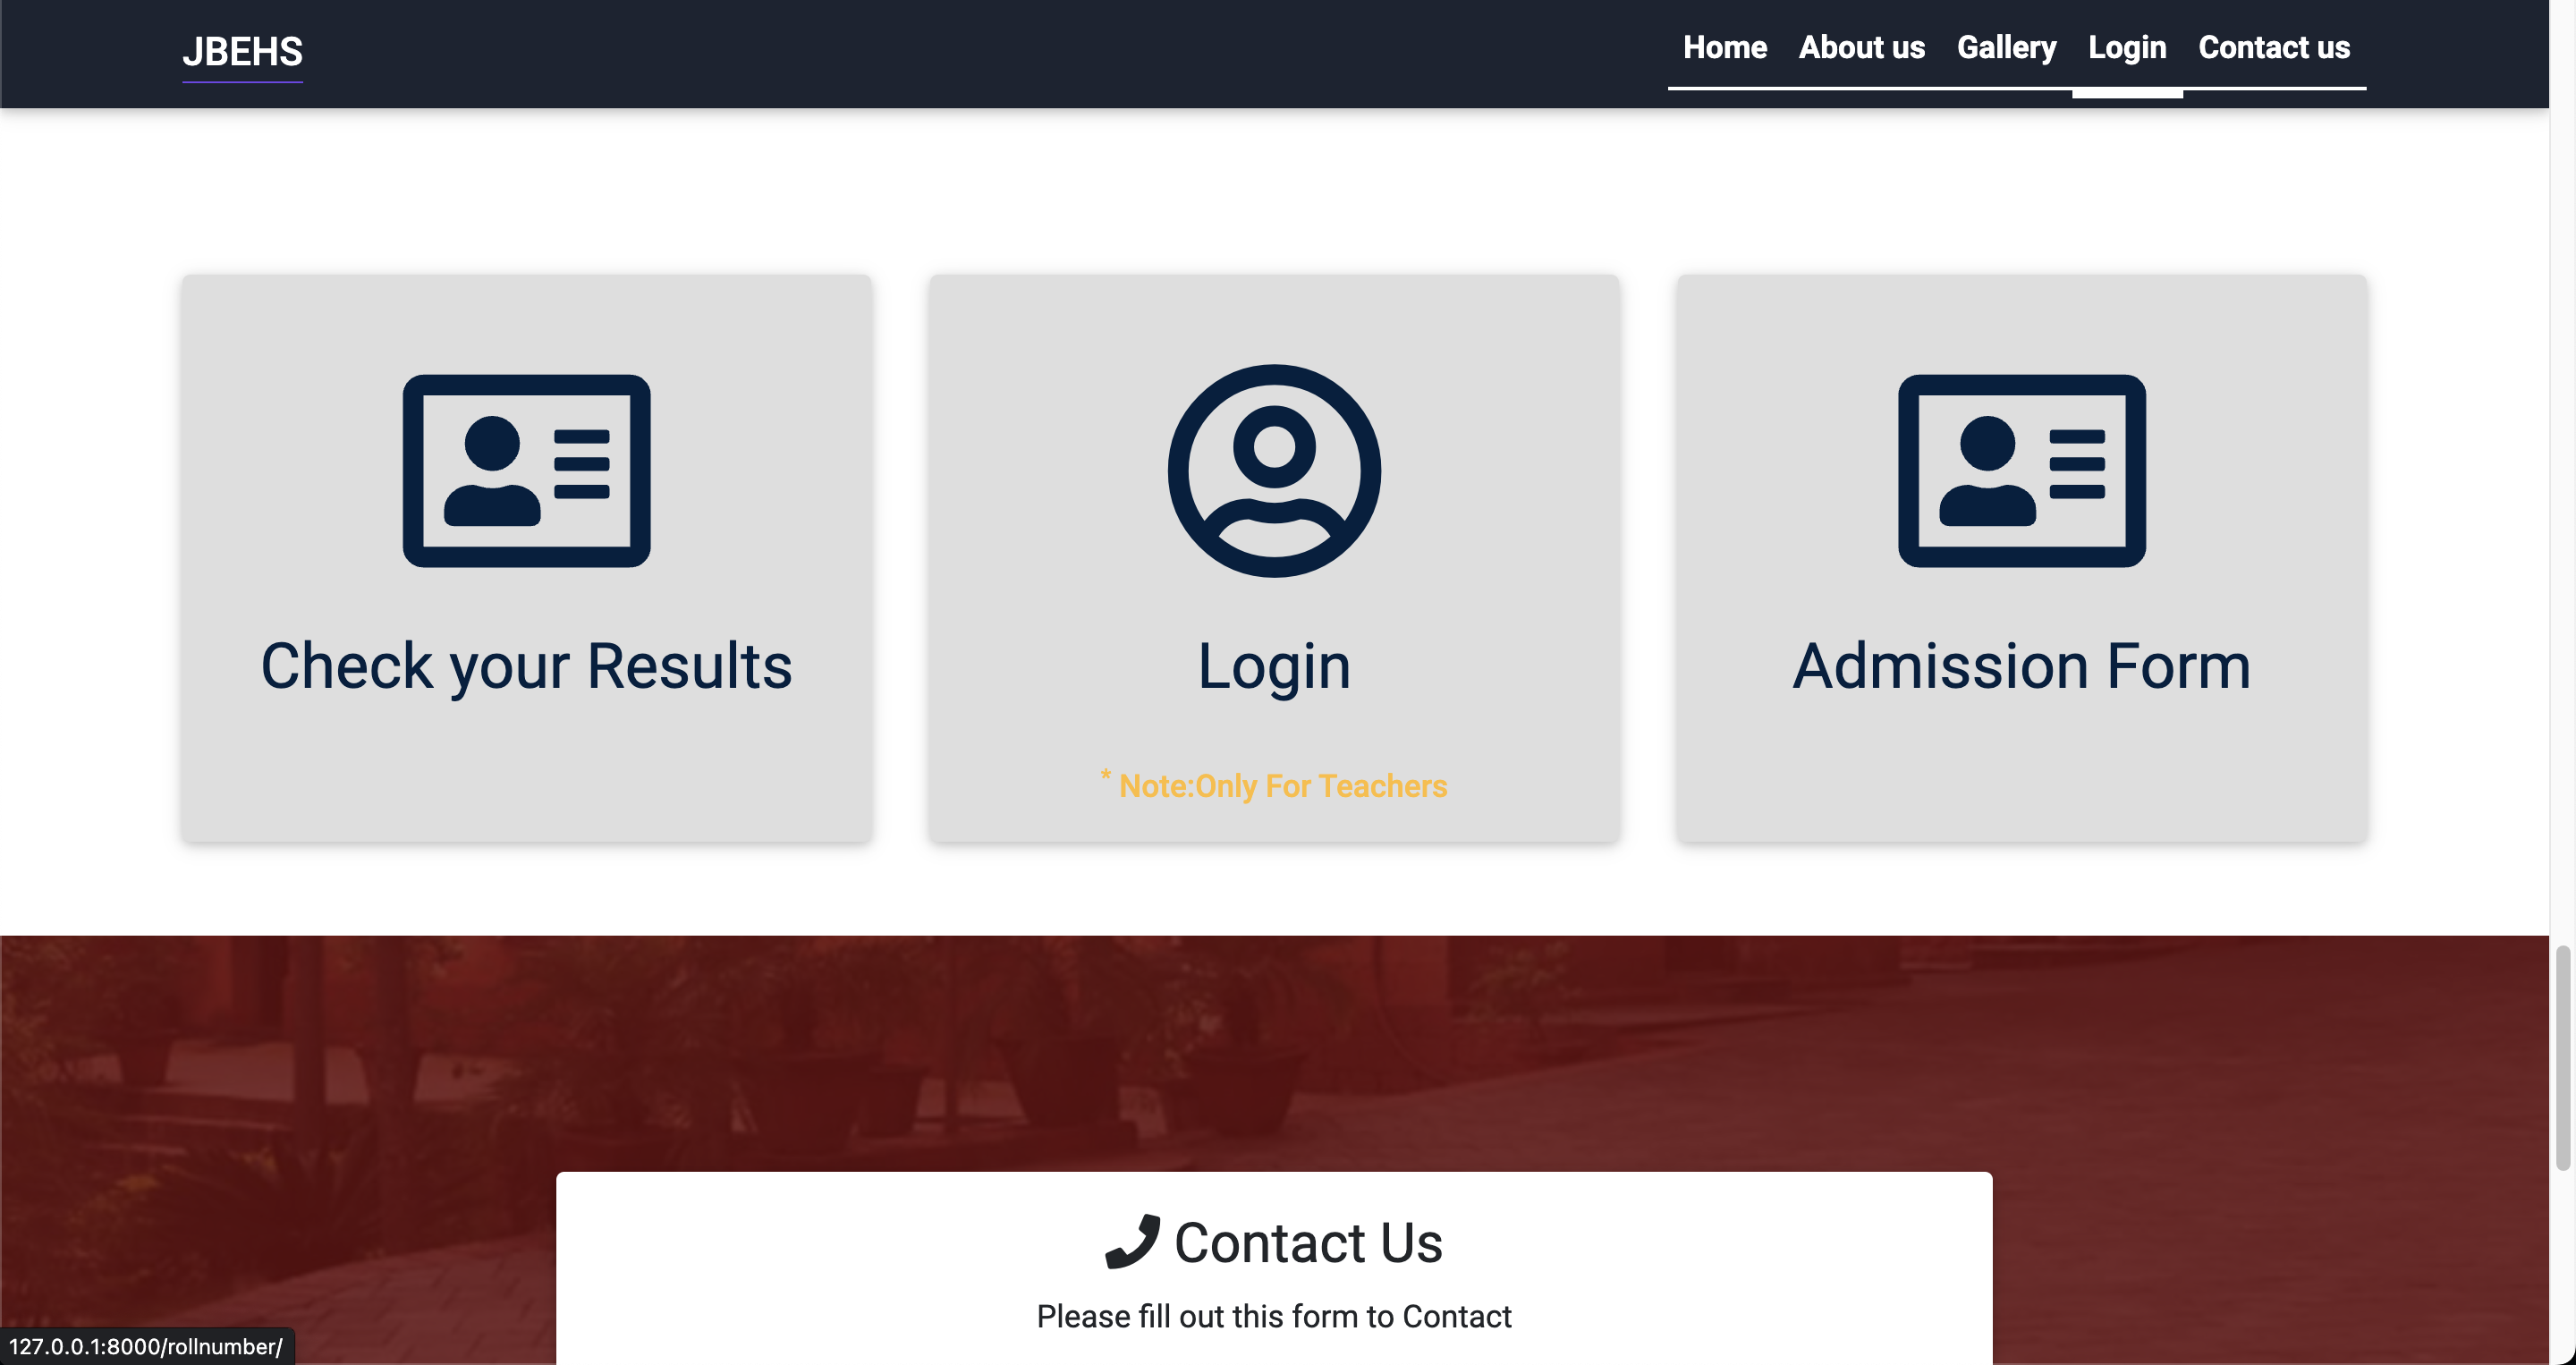 JBEHS
Home About us Gallery Login Contact us
Check your Results
Login
* Note:Only For Teachers
Admission Form
Contact Us
Please fill out this form to Contact
127.0.0.1:8000/rollnumber/